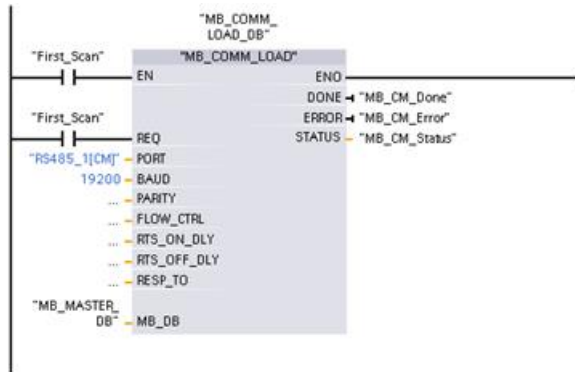 "MB_COMM_
LOAD_DB"
"First_Scan"
"MB_COMM_LOAD"
EN
ENO
DONE
"MB_CM_Done"
"First_Scan"
ERROR
"MB_CM_Error"
REQ
STATUS
"MB_CM_Status"
"RS485_1[CM]"
PORT
19200
BAUD
...
PARITY
...
FLOW_CTRL
...
RTS_ON_DLY
...
RTS_OFF_DLY
...
RESP_TO
"MB_MASTER_
DB"
MB_DB